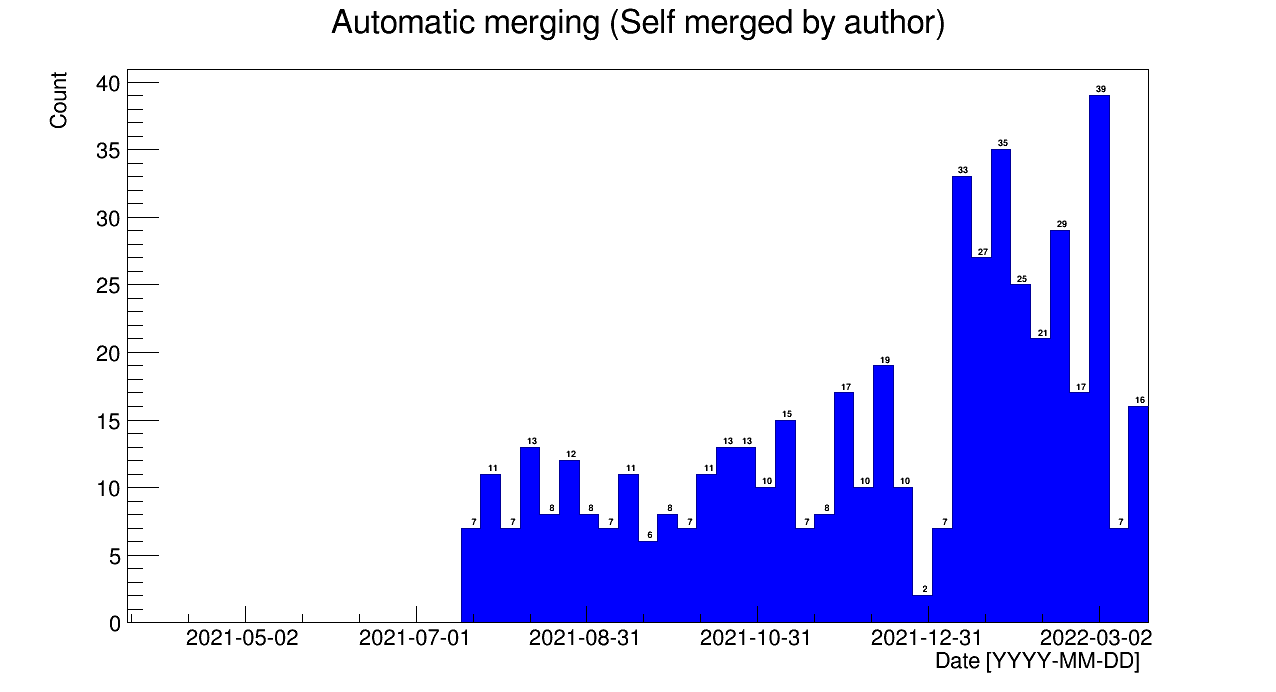 Automatic merging (Self merged by author)
Count
40
35
30
25
20
15
10
5
0
7 11 7 13 8 12 8 7 11 6 8 7 11 13 13 10 15 7 8 17 10 19 10 2 7 33 27 35 25 21 29 17 39 7 16
2021-05-02 2021-07-01 2021-08-31 2021-10-31 2021-12-31 2022-03-02
Date [YYYY-MM-DD]